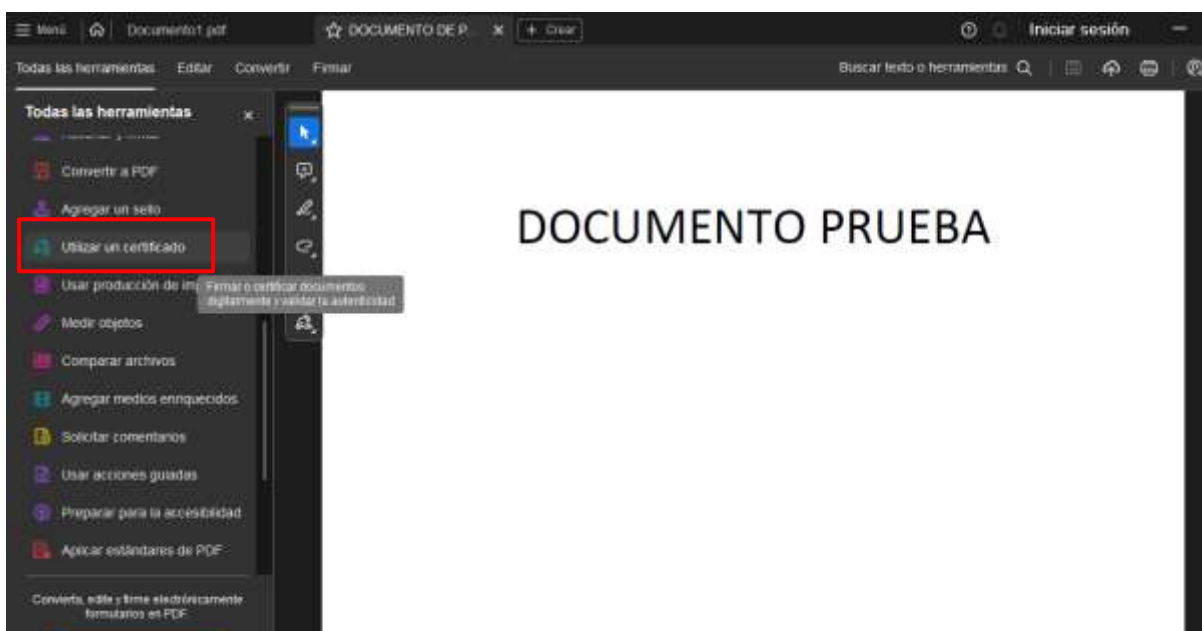 Menú Documento1.pdf DOCUMENTO DE P... + Crear Iniciar sesión
Todas las herramientas Editar Convertir Firmar Buscar texto o herramientas
Todas las herramientas
Convertir a PDF
Agregar un sello
Utilizar un certificado
Usar producción de im
Firmar o certificar documentos
digitalmente y validar la autenticidad
Medir objetos
Comparar archivos
Agregar medios enriquecidos
Solicitar comentarios
Usar acciones guiadas
Preparar para la accesibilidad
Aplicar estándares de PDF
Convierta, edite y firme electrónicamente
formularios en PDF
DOCUMENTO PRUEBA